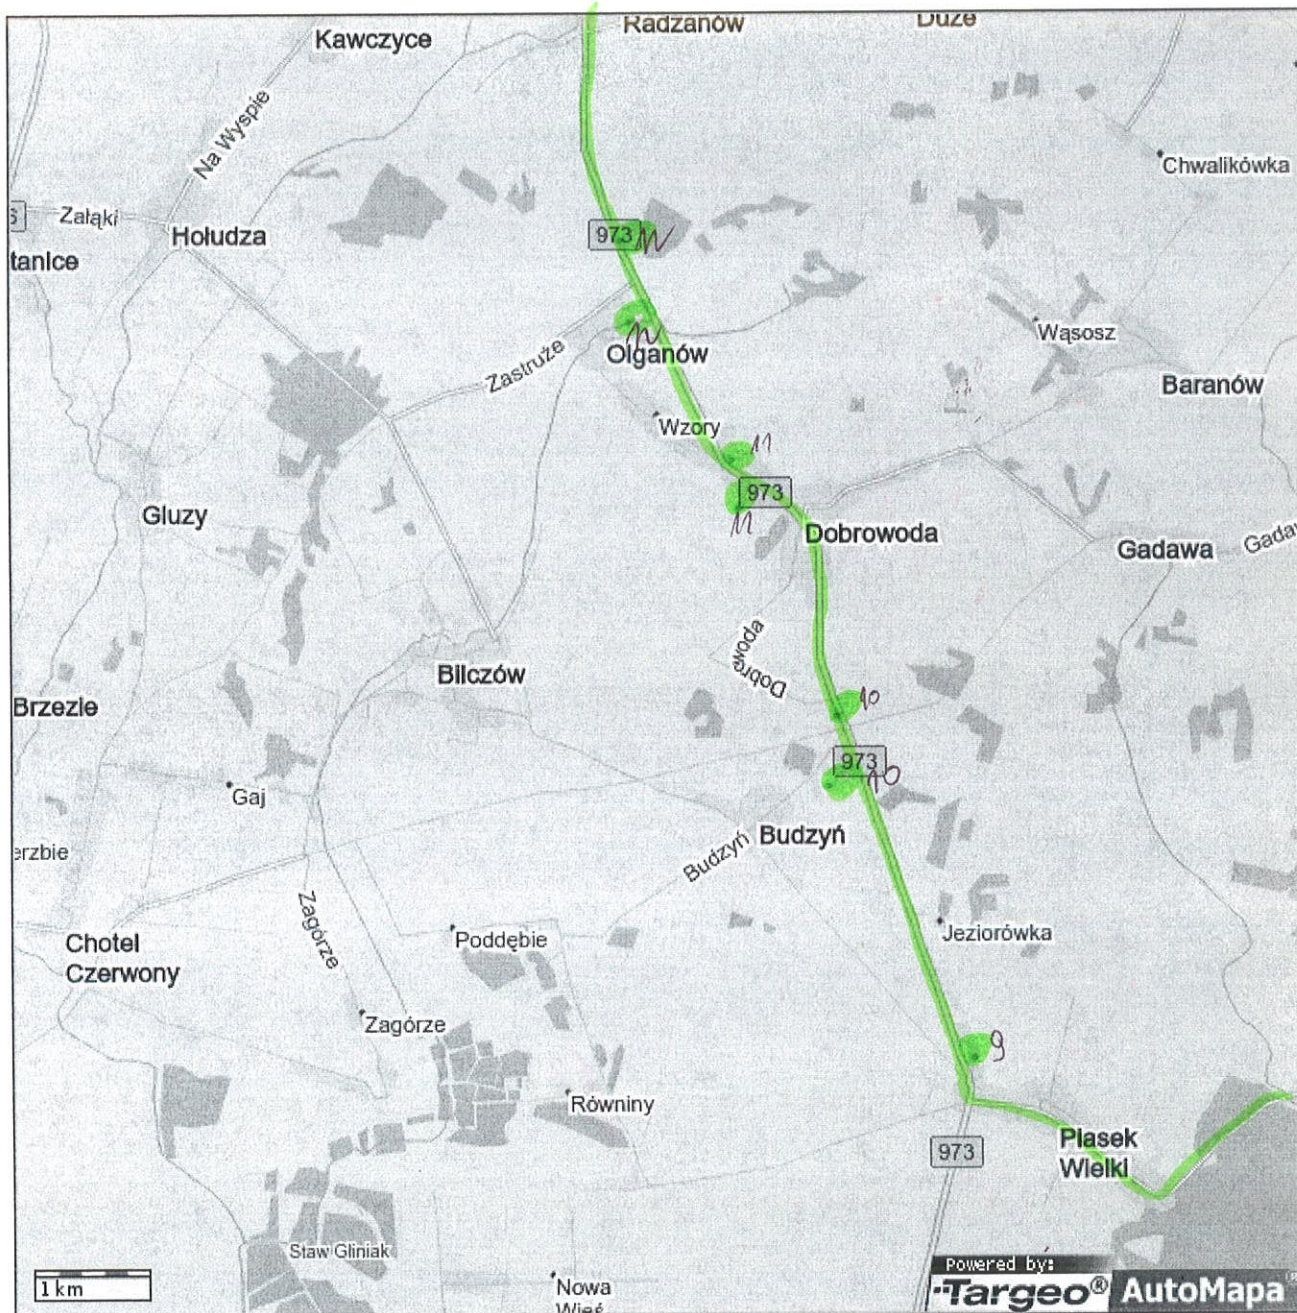 Radzanów
Duże
Kawczyce
Na Wyspie
Chwalikówka
Załąki
Hołudza
973
tanice
Wąsosz
Olganów
Zastruże
Baranów
Wzory
11
973
11
Gluzy
Dobrowoda
Gadawa
Gadaw
Dobrowoda
Bilczów
10
Brzezie
973
10
Gaj
Budzyń
Budzyń
erzbie
Zagórze
Jeziorówka
Chotel
Czerwony
Poddębie
Zagórze
9
Równiny
Piasek
Wielki
973
Staw Gliniak
1 km
Nowa
Wieś
Powered by:
Targeo® AutoMapa®